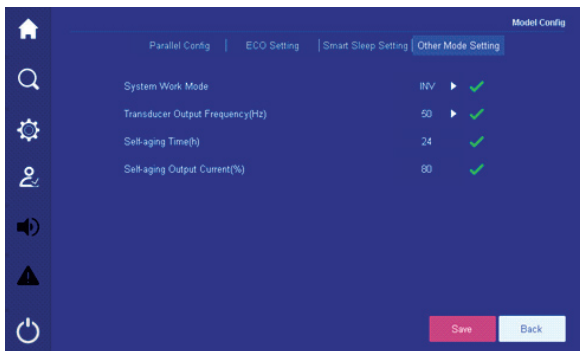 Model Config
Parallel Config | ECO Setting | Smart Sleep Setting | Other Mode Setting
System Work Mode INV
Transducer Output Frequency(Hz) 50
Self-aging Time(h) 24
Self-aging Output Current(%) 80
Save Back